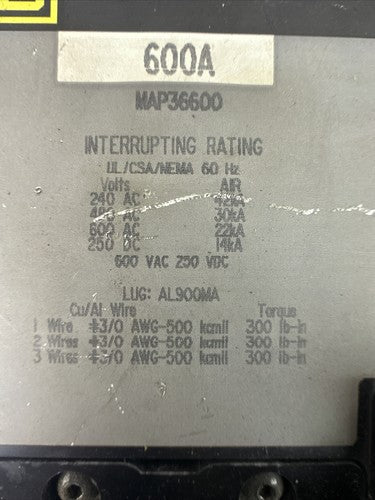 600A
MAP36600
INTERRUPTING RATING
UL/CSA/NEMA 60 Hz
Volts AIR
240 AC 42kA
480 AC 30kA
600 AC 22kA
250 DC 14kA
600 VAC 250 VDC
LUG: AL900MA
Cu/Al Wire Torque
1 Wire #3/0 AWG-500 kcmil 300 lb-in
2 Wires #3/0 AWG-500 kcmil 300 lb-in
3 Wires #3/0 AWG-500 kcmil 300 lb-in